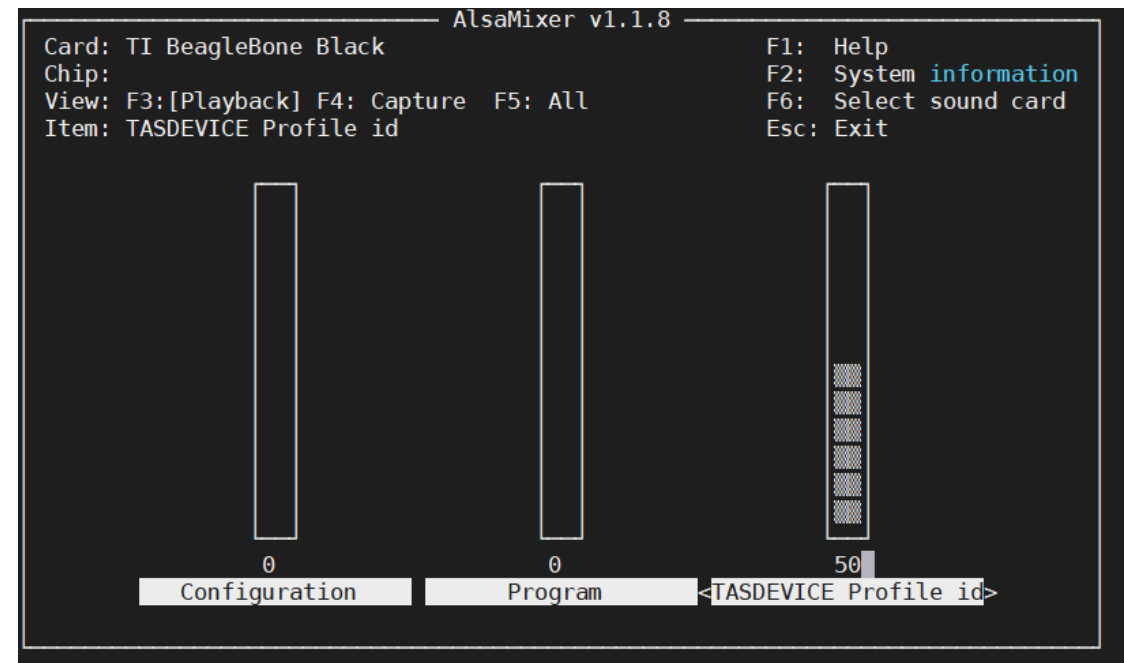 AlsaMixer v1.1.8
Card: TI BeagleBone Black F1: Help
Chip: F2: System information
View: F3:[Playback] F4: Capture F5: All F6: Select sound card
Item: TASDEVICE Profile id Esc: Exit
0 0 50
Configuration Program <TASDEVICE Profile id>